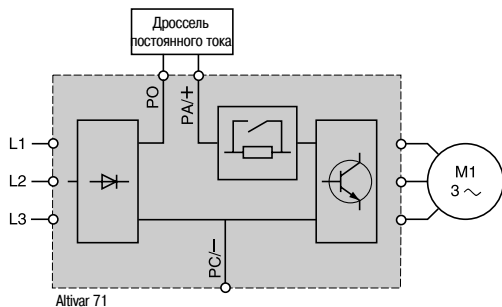 Дроссель
постоянного тока
PO
PA/+
L1
L2
L3
M1
3 ~
PC/−
Altivar 71